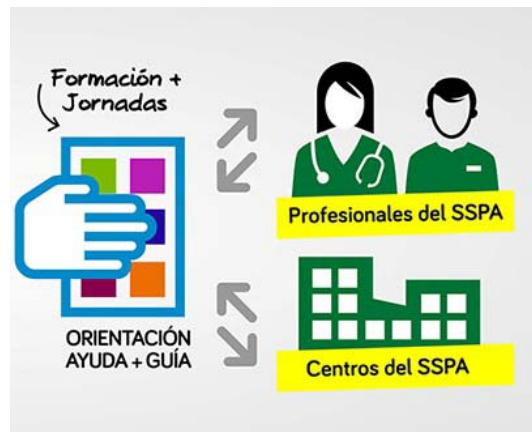 Formación +
Jornadas
ORIENTACIÓN
AYUDA + GUÍA
Profesionales del SSPA
Centros del SSPA